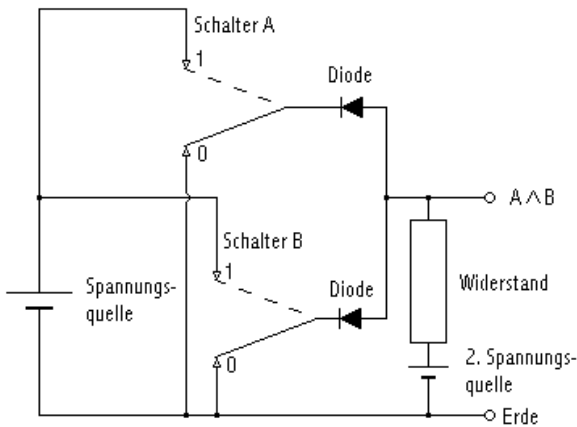 Schalter A
1
Diode
0
A∧B
Schalter B
1
Spannungs-
quelle
Diode
Widerstand
0
2. Spannungs-
quelle
Erde